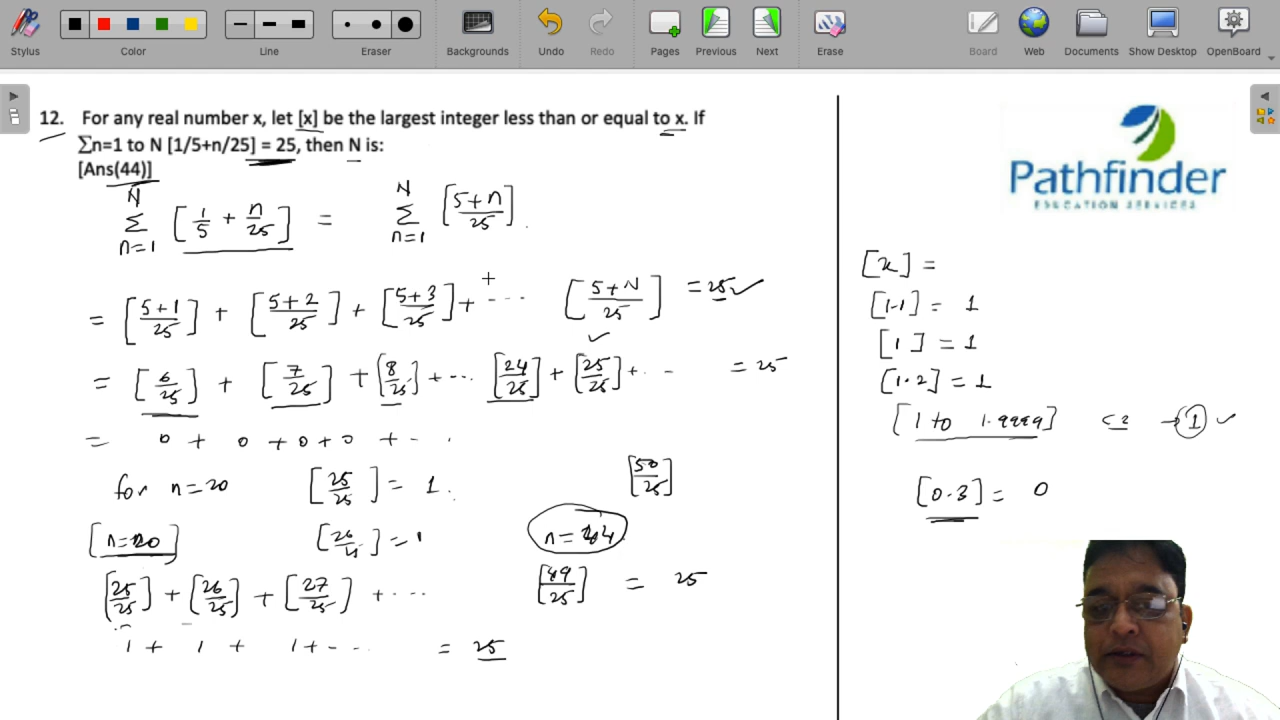 Stylus Color Line Eraser Backgrounds Undo Redo Pages Previous Next Erase Board Web Documents Show Desktop OpenBoard
12. For any real number x, let [x] be the largest integer less than or equal to x. If
∑n=1 to N [1/5+n/25] = 25, then N is:
[Ans(44)]
N ∑ n=1 [1/5 + n/25] = N ∑ n=1 [5+n/25].
= [5+1/25] + [5+2/25] + [5+3/25] + + ... [5+N/25] = 25 ✓
= [6/25] + [7/25] + [8/25] + ... [24/25] + [25/25] + ... = 25
= 0 + 0 + 0 + 0 + ...
for n=20 [25/25] = 1. [50/25]
[n=20] = 1 n=44
[25/25] + [26/25] + [27/25] + ... [49/25] = 25
1 + 1 + 1 + ... = 25
Pathfinder
EDUCATION SERVICES
[x] =
[1.1] = 1
[1] = 1
[1.2] = 1
[1 to 1.9999] → 1 ✓
[0.3] = 0